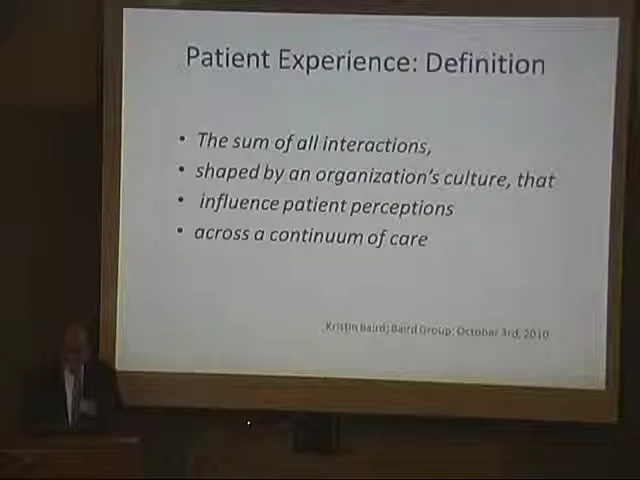 Patient Experience: Definition
• The sum of all interactions,
• shaped by an organization's culture, that
• influence patient perceptions
• across a continuum of care
Kristin Baird; Baird Group; October 3rd, 2010